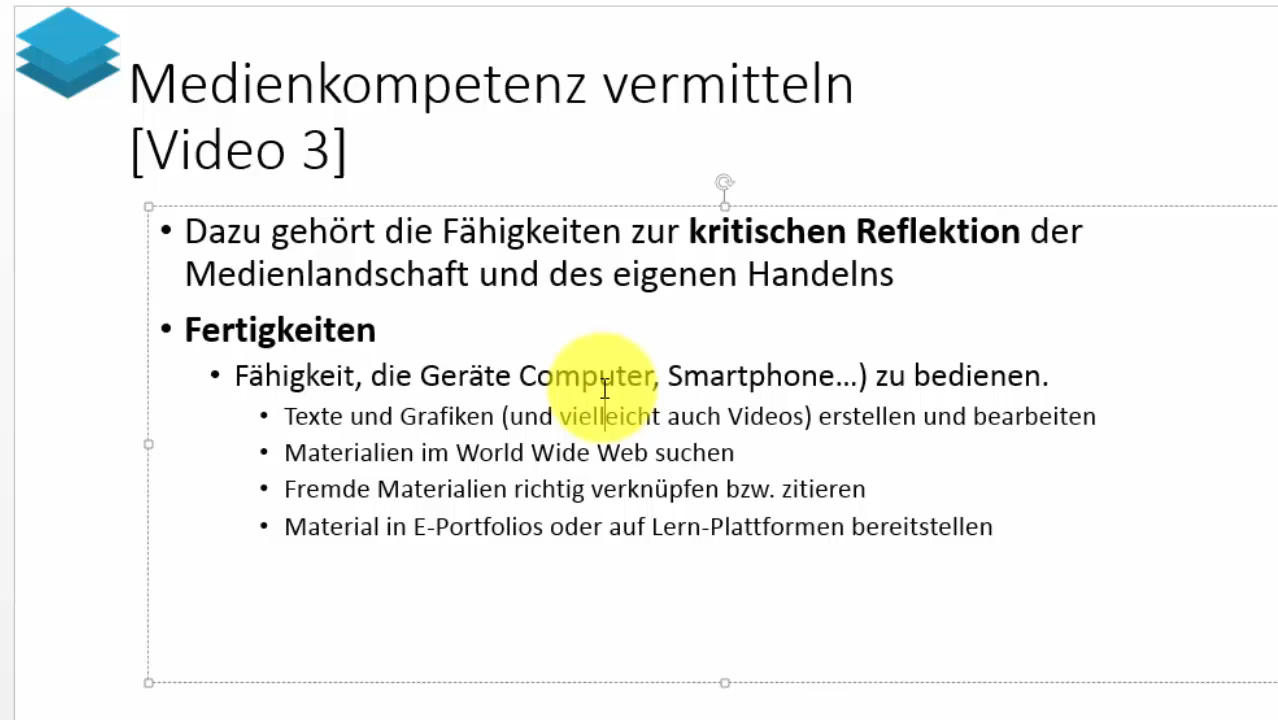 Medienkompetenz vermitteln
[Video 3]
• Dazu gehört die Fähigkeiten zur kritischen Reflektion der
Medienlandschaft und des eigenen Handelns
• Fertigkeiten
• Fähigkeit, die Geräte Computer, Smartphone...) zu bedienen.
• Texte und Grafiken (und vielleicht auch Videos) erstellen und bearbeiten
• Materialien im World Wide Web suchen
• Fremde Materialien richtig verknüpfen bzw. zitieren
• Material in E-Portfolios oder auf Lern-Plattformen bereitstellen